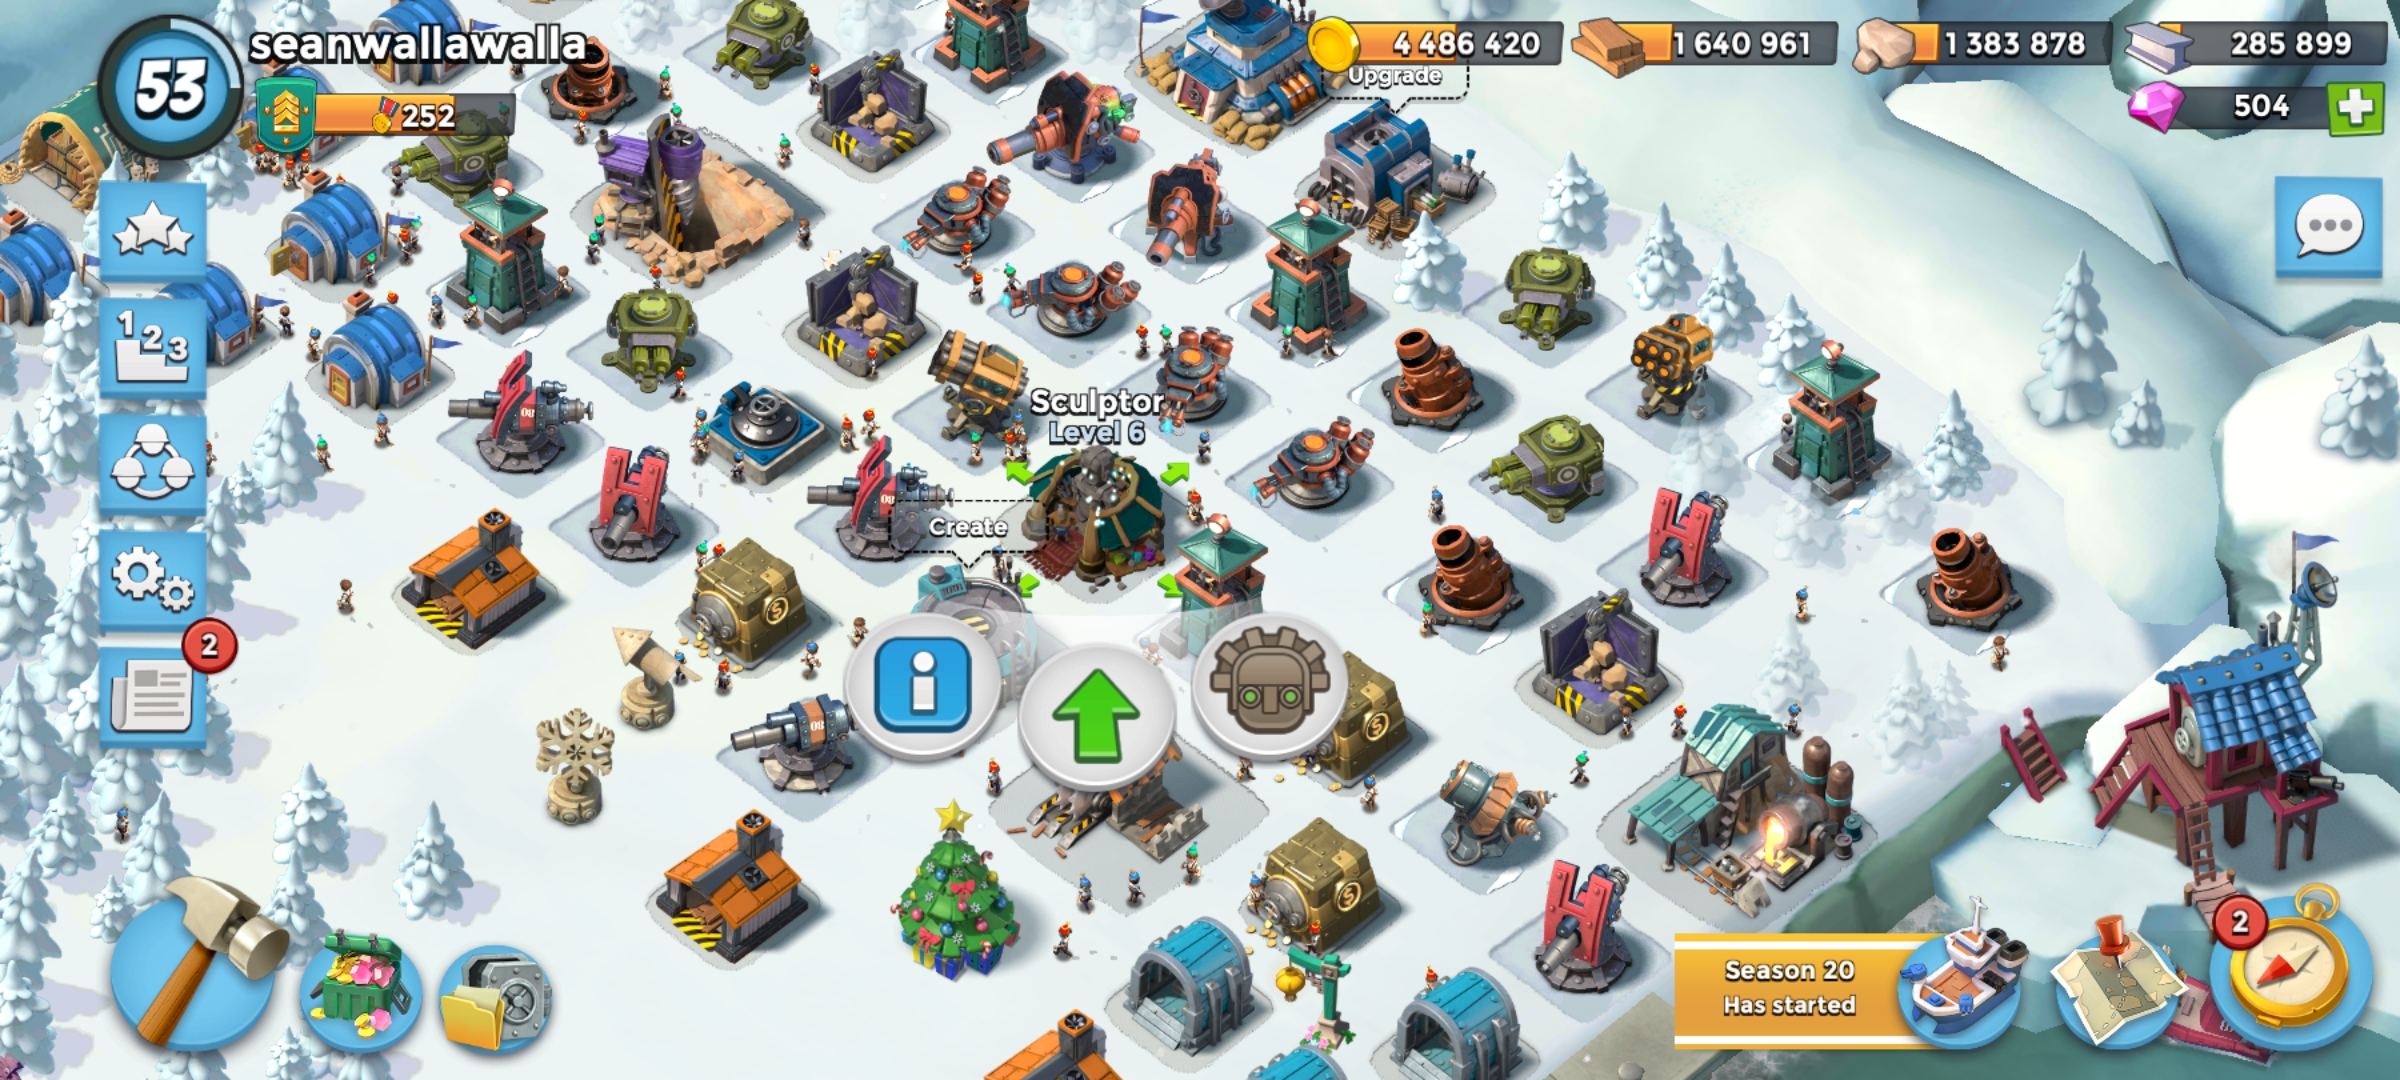 53
seanwallawalla
252
4 486 420
1 640 961
1 383 878
285 899
504
Upgrade
123
Sculptor
Level 6
Create
2
Season 20
Has started
2